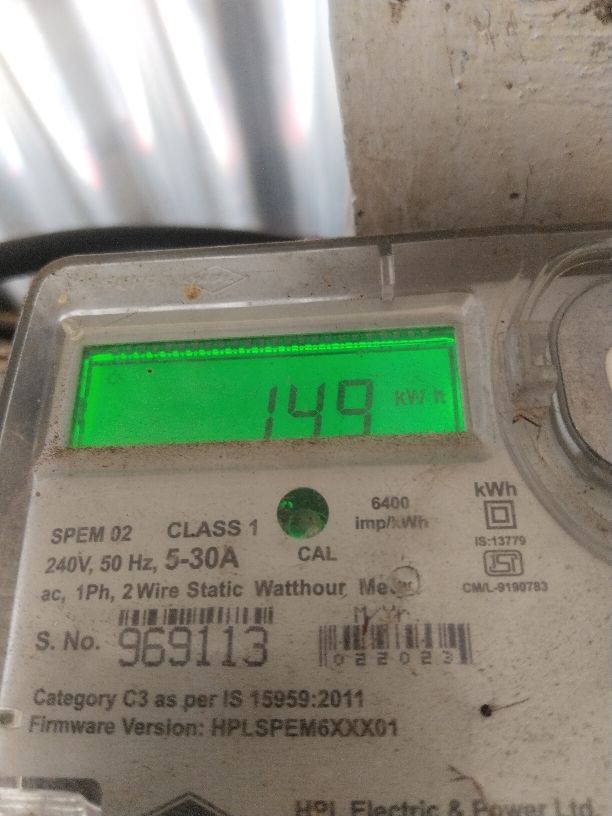 149 kW h
SPEM 02 CLASS 1
6400
imp/kWh
kWh
240V, 50 Hz, 5-30A
CAL
IS:13779
ac, 1Ph, 2 Wire Static Watthour
CM/L-9190783
M/Yr.
S. No. 969113
022023
Category C3 as per IS 15959:2011
Firmware Version: HPLSPEM6XXX01
HPL Electric & Power Ltd.